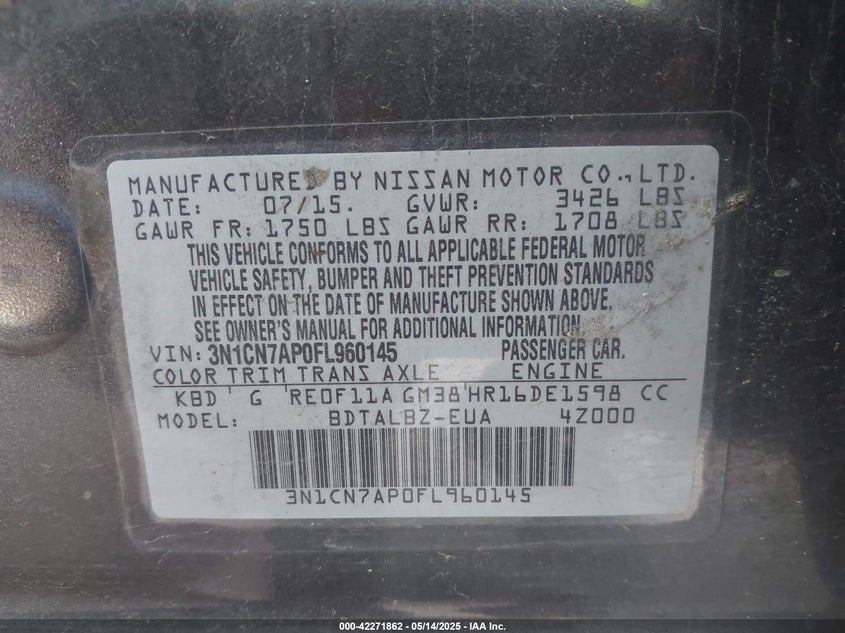 MANUFACTURED BY NISSAN MOTOR CO., LTD.
DATE: 07/15. GVWR: 3426 LBS
GAWR FR: 1750 LBS GAWR RR: 1708 LBS
THIS VEHICLE CONFORMS TO ALL APPLICABLE FEDERAL MOTOR
VEHICLE SAFETY, BUMPER AND THEFT PREVENTION STANDARDS
IN EFFECT ON THE DATE OF MANUFACTURE SHOWN ABOVE.
SEE OWNER'S MANUAL FOR ADDITIONAL INFORMATION.
VIN: 3N1CN7AP0FL960145 PASSENGER CAR.
COLOR TRIM TRANS AXLE ENGINE
KBD G RE0F11A GM38 HR16DE1598 CC
MODEL: BDTALBZ-EUA 4Z000
3N1CN7AP0FL960145
000-42271862 | 05/14/2025 - IAA Inc.